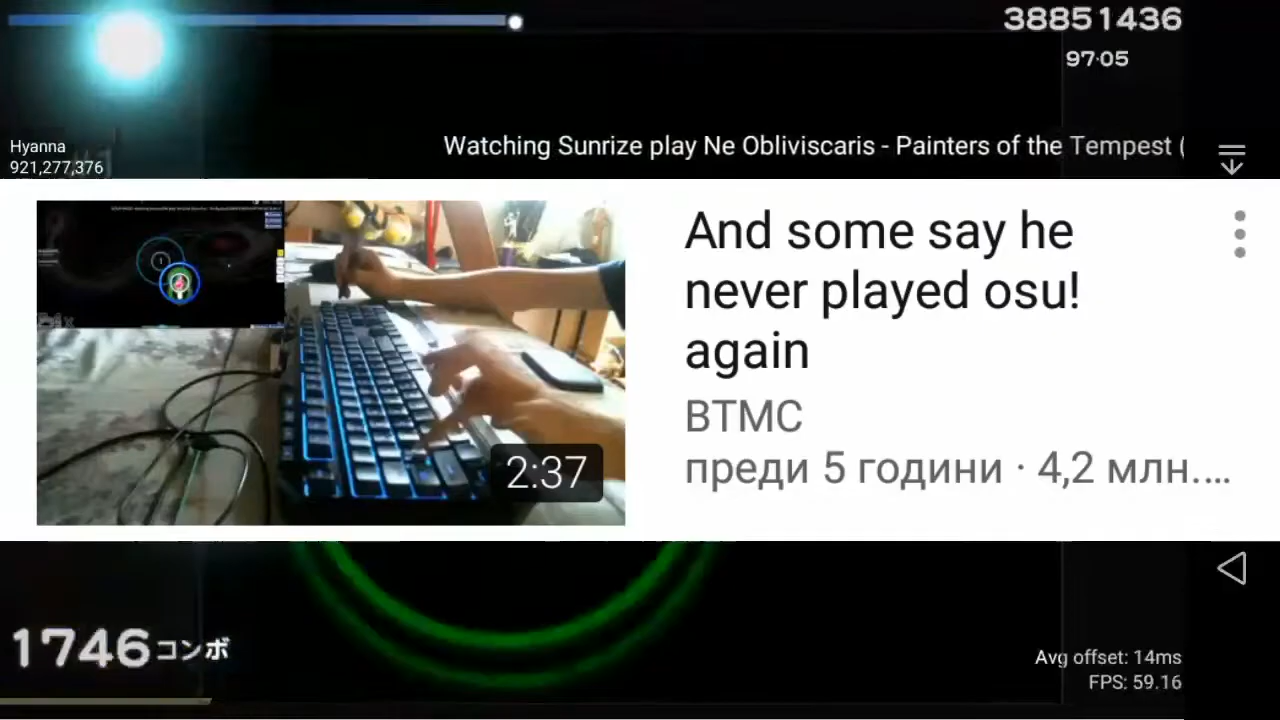 38851436
97.05
Hyanna
921,277,376
Watching Sunrize play Ne Obliviscaris - Painters of the Tempest (
And some say he
never played osu!
again
BTMC
преди 5 години · 4,2 млн....
2:37
1746コンボ
Avg offset: 14ms
FPS: 59.16